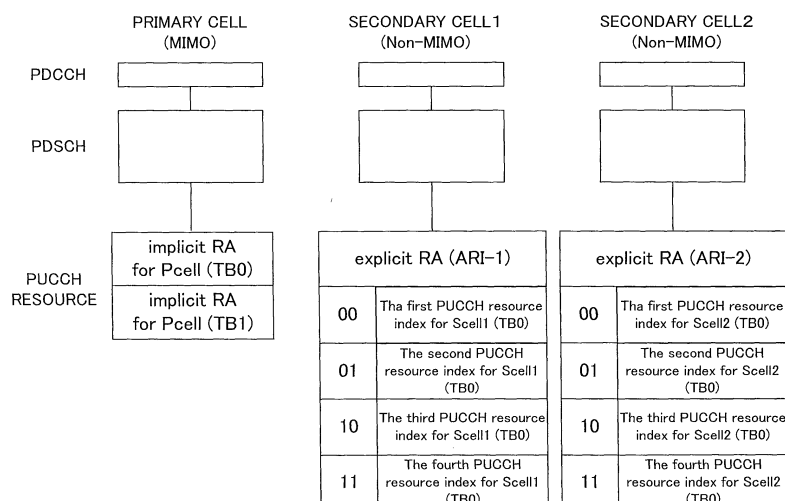 PRIMARY CELL
(MIMO)
SECONDARY CELL1
(Non-MIMO)
SECONDARY CELL2
(Non-MIMO)
PDCCH
PDSCH
PUCCH
RESOURCE
implicit RA
for Pcell (TB0)
implicit RA
for Pcell (TB1)
explicit RA (ARI-1)
00
Tha first PUCCH resource
index for Scell1 (TB0)
01
The second PUCCH
resource index for Scell1
(TB0)
10
The third PUCCH resource
index for Scell1 (TB0)
11
The fourth PUCCH
resource index for Scell1
(TB0)
explicit RA (ARI-2)
00
Tha first PUCCH resource
index for Scell2 (TB0)
01
The second PUCCH
resource index for Scell2
(TB0)
10
The third PUCCH resource
index for Scell2 (TB0)
11
The fourth PUCCH
resource index for Scell2
(TB0)